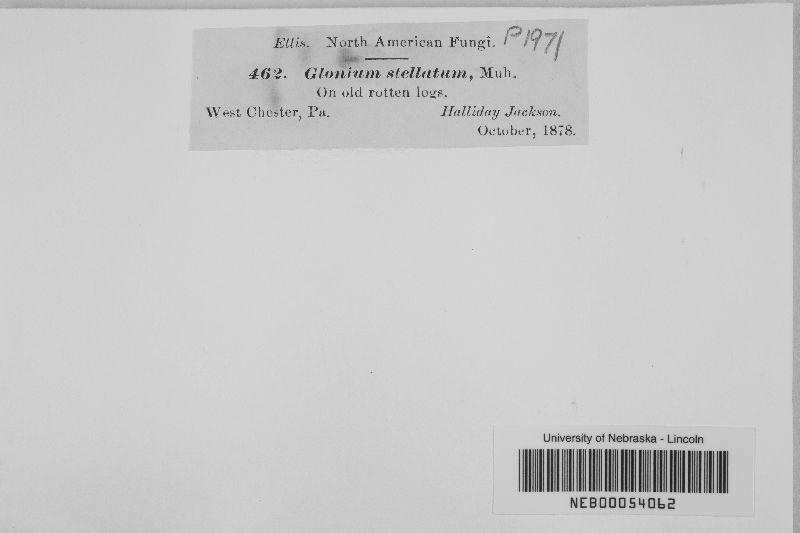 Ellis. North American Fungi. P1971
462. Glonium stellatum, Muh.
On old rotten logs.
West Chester, Pa. Halliday Jackson.
October, 1878.
University of Nebraska - Lincoln
NEB00054062